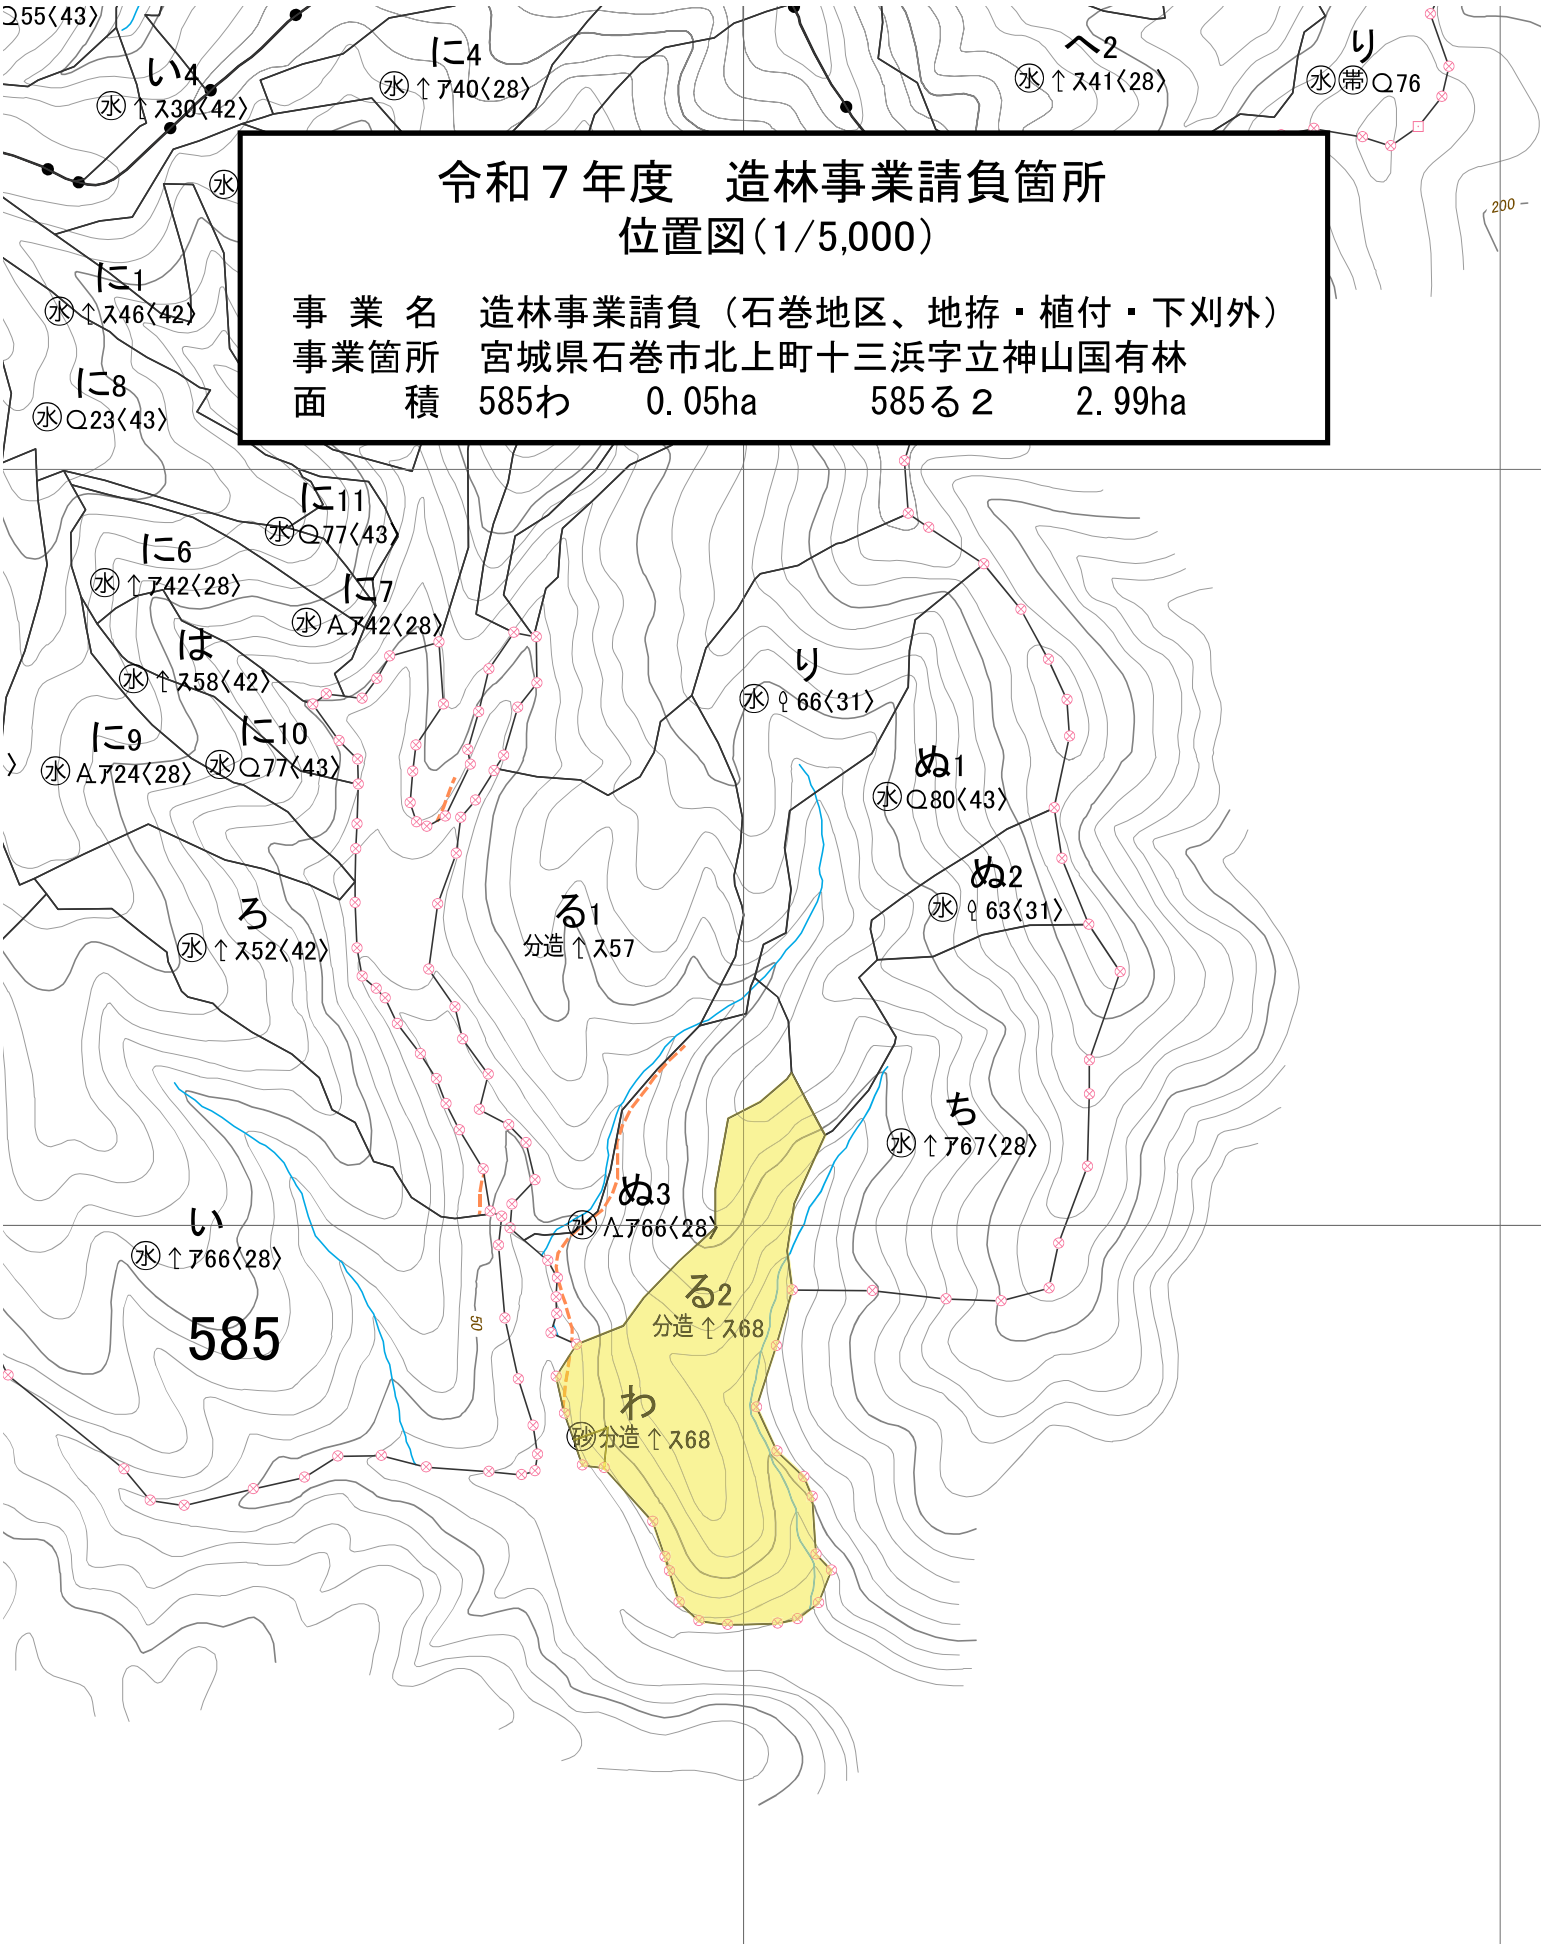 Q55〈43〉
い4
水 ↑ス30〈42〉
に4
水 ↑ア40〈28〉
へ2
水 ↑ス41〈28〉
り
水 帯 Q76
水
令和7年度 造林事業請負箇所
位置図(1/5,000)
事業名 造林事業請負(石巻地区、地拵・植付・下刈外)
事業箇所 宮城県石巻市北上町十三浜字立神山国有林
面積 585わ 0.05ha 585る2 2.99ha
200
に1
水 ↑ス46〈42〉
に8
水 Q23〈43〉
に11
水 Q77〈43〉
に6
水 ↑ア42〈28〉
に7
水 ア42〈28〉
は
水 ↑ス58〈42〉
り
水 66〈31〉
に9
水 ア24〈28〉
に10
水 Q77〈43〉
〉
ぬ1
水 Q80〈43〉
ぬ2
水 63〈31〉
ろ
水 ↑ス52〈42〉
る1
分造 ↑ス57
ち
水 ↑ア67〈28〉
ぬ3
水 ア66〈28〉
い
水 ↑ア66〈28〉
585
50
る2
分造 ↑ス68
わ
砂 分造 ↑ス68